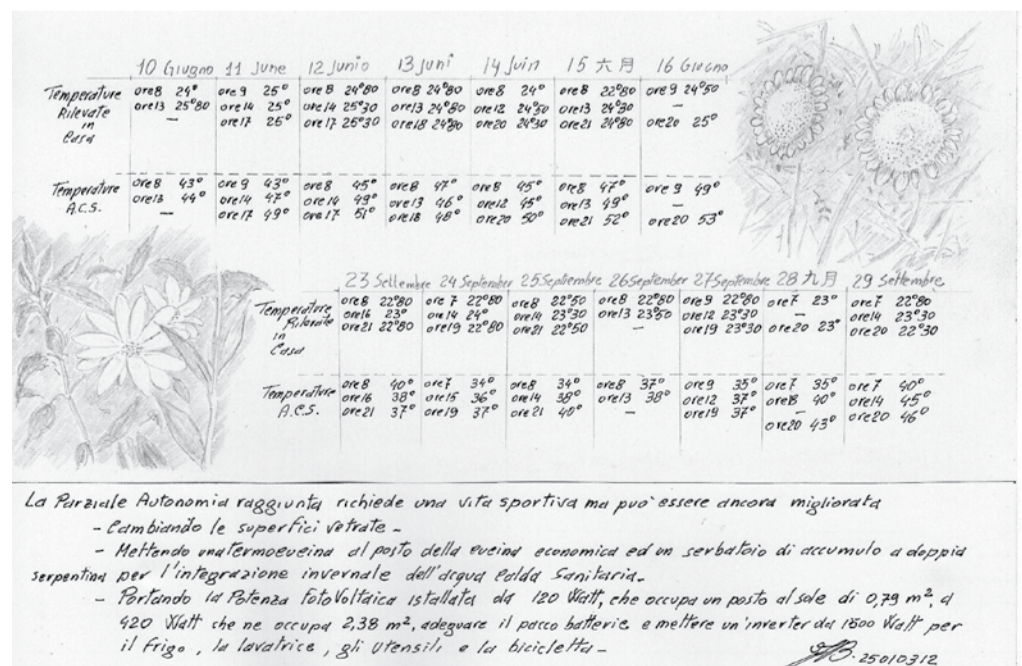 10 Giugno 11 June 12 Junio 13 Juni 14 Juin 15 六月 16 Giugno
Temperature ore8 24° ore9 25° ore8 24°80 ore8 24°80 ore8 24° ore8 22°80 ore9 24°50
Rilevate ore13 25°80 ore14 25° ore14 25°30 ore13 24°80 ore12 24°50 ore13 24°30 —
in — ore17 25° ore17 25°30 ore18 24°80 ore20 24°30 ore21 24°80 ore20 25°
Casa
Temperature ore8 43° ore9 43° ore8 45° ore8 47° ore8 45° ore8 47° ore9 49°
A.C.S. ore13 44° ore14 47° ore14 49° ore13 46° ore12 45° ore13 49° —
— ore17 49° ore17 51° ore18 48° ore20 50° ore21 52° ore20 53°
23 Settembre 24 September 25 Septiembre 26 September 27 Septembre 28 九月 29 Settembre
Temperature ore8 22°80 ore7 22°80 ore8 22°50 ore8 22°80 ore9 22°80 ore7 23° ore7 22°80
Rilevate ore16 23° ore14 24° ore14 23°30 ore13 23°50 ore12 23°30 — ore14 23°30
in ore21 22°80 ore19 22°80 ore21 22°50 — ore19 23°30 ore20 23° ore20 22°30
Casa
Temperature ore8 40° ore7 34° ore8 34° ore8 37° ore9 35° ore7 35° ore7 40°
A.C.S. ore16 38° ore15 36° ore14 38° ore13 38° ore12 37° ore18 40° ore14 45°
ore21 37° ore19 37° ore21 40° — ore19 37° — ore20 46°
ore20 43°
La Parziale Autonomia raggiunta richiede una vita sportiva ma può essere ancora migliorata
- Cambiando le superfici vetrate -
- Mettendo una termocucina al posto della cucina economica ed un serbatoio di accumulo a doppia
serpentina per l'integrazione invernale dell'acqua Calda Sanitaria -
- Portando la Potenza FotoVoltaica istallata da 120 Watt, che occupa un posto al sole di 0,79 m², a
420 Watt che ne occupa 2,38 m², adeguare il pacco batterie e mettere un'inverter da 1500 Watt per
il frigo, la lavatrice, gli Utensili e la bicicletta -
25010312